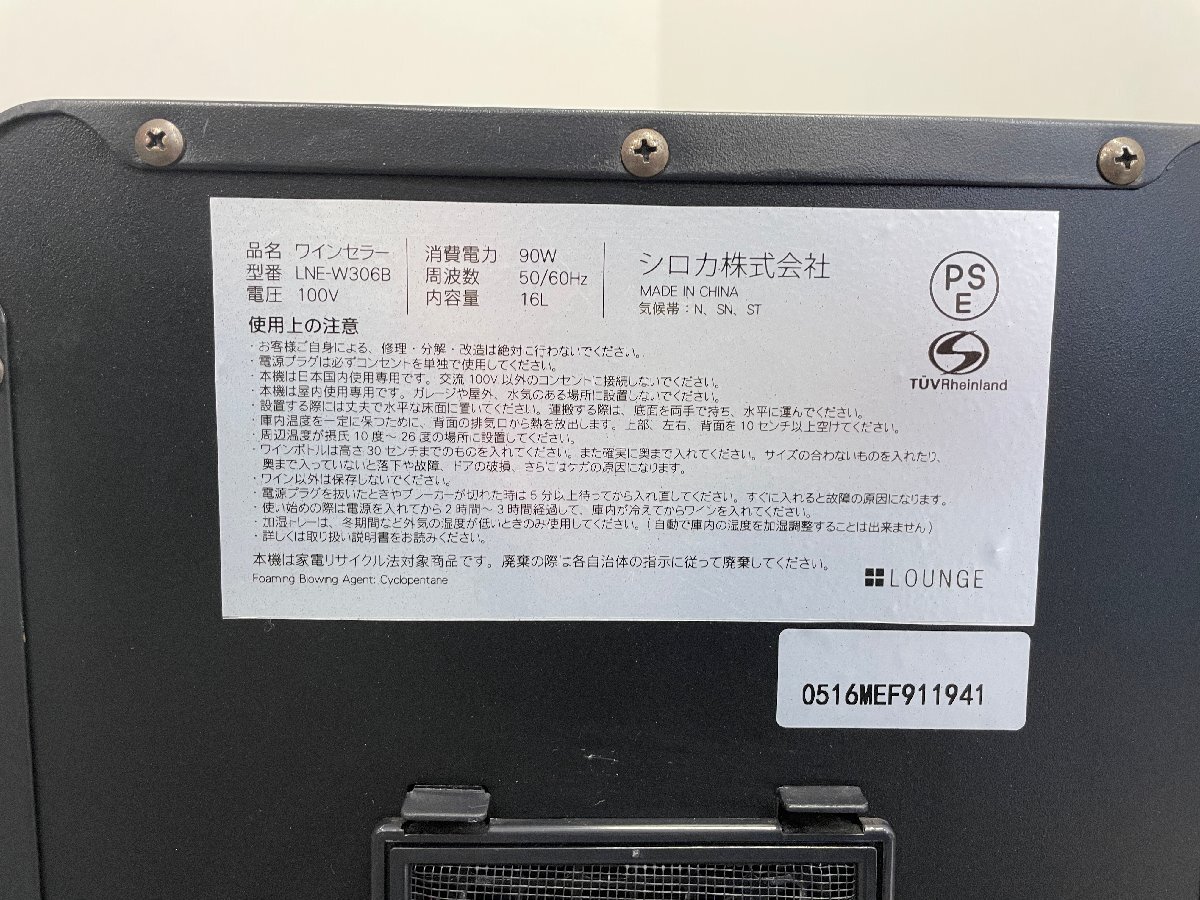 品名 ワインセラー
型番 LNE-W306B
電圧 100V
消費電力 90W
周波数 50/60Hz
内容量 16L
シロカ株式会社
MADE IN CHINA
気候帯：N、SN、ST
PS
E
TÜVRheinland
使用上の注意
・お客様ご自身による、修理・分解・改造は絶対に行わないでください。
・電源プラグは必ずコンセントを単独で使用してください。
・本機は日本国内使用専用です。交流 100V 以外のコンセントに接続しないでください。
・本機は屋内使用専用です。ガレージや屋外、水気のある場所に設置しないでください。
・設置する際には丈夫で水平な床面に置いてください。運搬する際は、底面を両手で持ち、水平に運んでください。
・庫内温度を一定に保つために、背面の排気口から熱を放出します。上部、左右、背面を 10 センチ以上空けてください。
・周辺温度が摂氏 10 度〜 26 度の場所に設置してください。
・ワインボトルは高さ 30 センチまでのものを入れてください。また確実に奥まで入れてください。サイズの合わないものを入れたり、
奥まで入っていないと落下や故障、ドアの破損、さらにはケガの原因になります。
・ワイン以外は保存しないでください。
・電源プラグを抜いたときやブレーカーが切れた時は 5 分以上待ってから入れ直してください。すぐに入れると故障の原因になります。
・使い始めの際は電源を入れてから 2 時間〜 3 時間経過して、庫内が冷えてからワインを入れてください。
・加湿トレーは、冬期間など外気の湿度が低いときのみ使用してください。（自動で庫内の湿度を加湿調整することは出来ません）
・詳しくは取り扱い説明書をお読みください。
本機は家電リサイクル法対象商品です。廃棄の際は各自治体の指示に従って廃棄してください。
Foaming Blowing Agent: Cyclopentane
LOUNGE
0516MEF911941